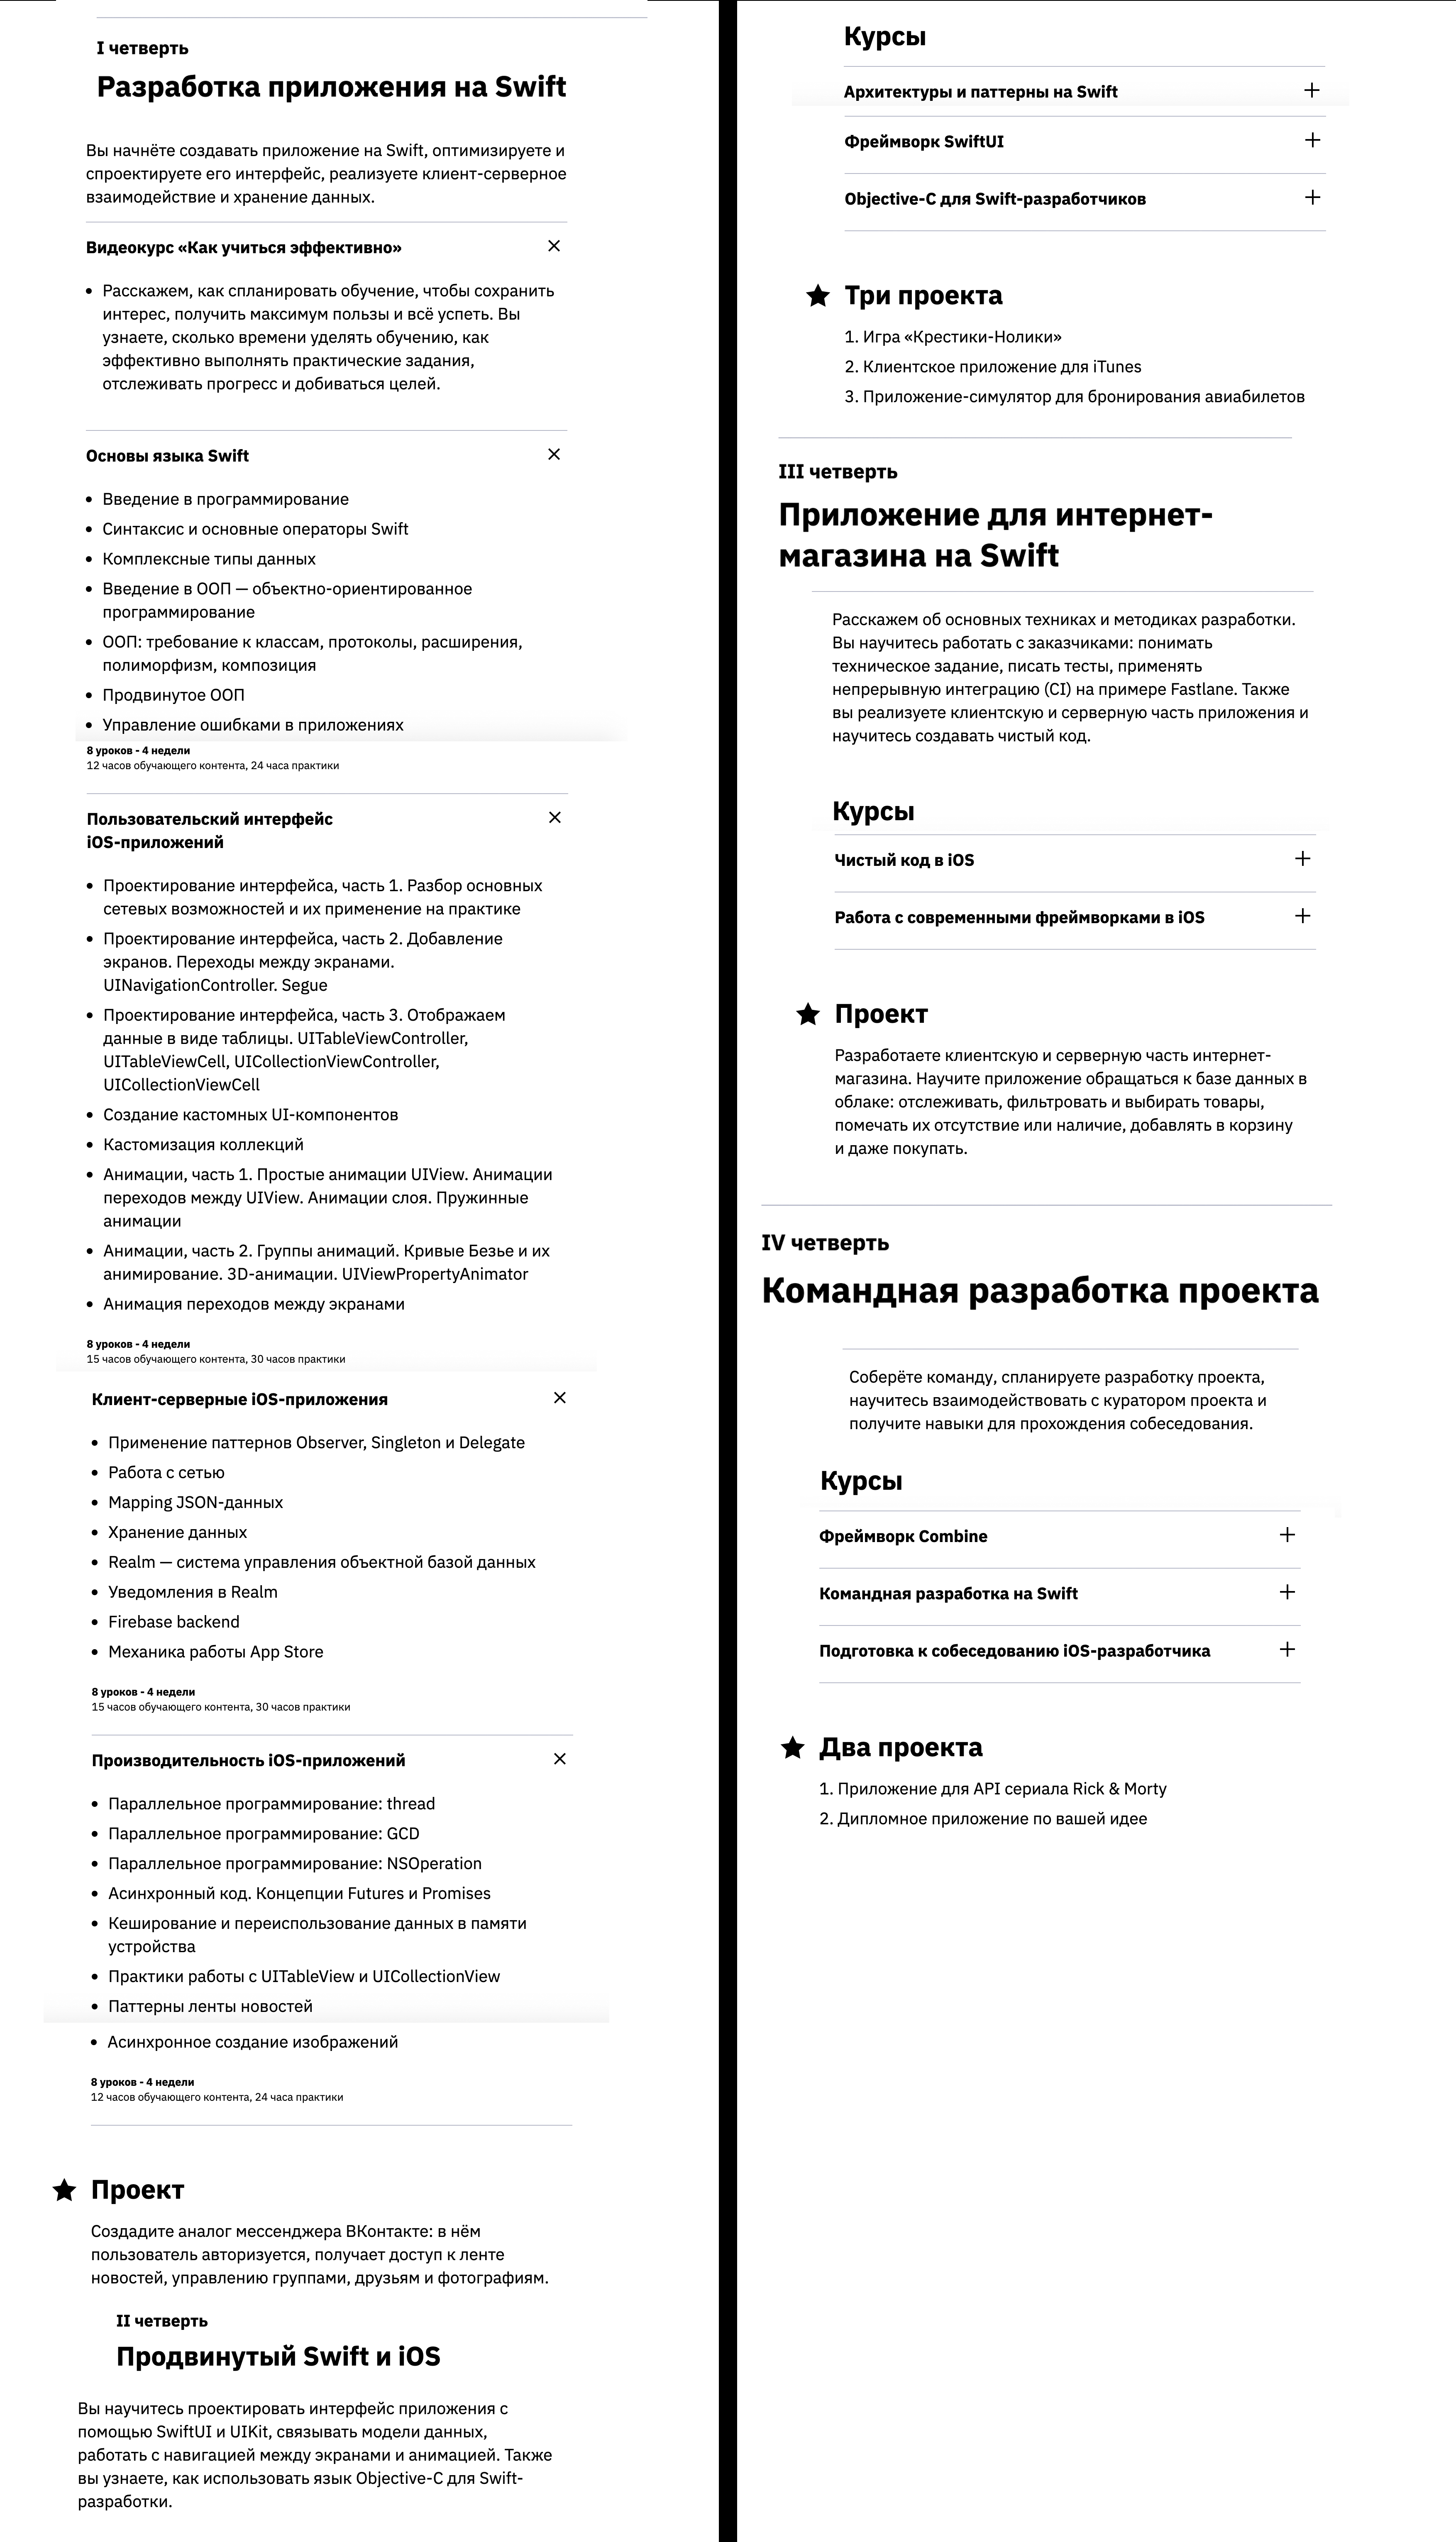 I четверть
Разработка приложения на Swift
Вы начнёте создавать приложение на Swift, оптимизируете и
спроектируете его интерфейс, реализуете клиент-серверное
взаимодействие и хранение данных.
Видеокурс «Как учиться эффективно»
• Расскажем, как спланировать обучение, чтобы сохранить
интерес, получить максимум пользы и всё успеть. Вы
узнаете, сколько времени уделять обучению, как
эффективно выполнять практические задания,
отслеживать прогресс и добиваться целей.
Основы языка Swift
• Введение в программирование
• Синтаксис и основные операторы Swift
• Комплексные типы данных
• Введение в ООП — объектно-ориентированное
программирование
• ООП: требование к классам, протоколы, расширения,
полиморфизм, композиция
• Продвинутое ООП
• Управление ошибками в приложениях
8 уроков - 4 недели
12 часов обучающего контента, 24 часа практики
Пользовательский интерфейс
iOS-приложений
• Проектирование интерфейса, часть 1. Разбор основных
сетевых возможностей и их применение на практике
• Проектирование интерфейса, часть 2. Добавление
экранов. Переходы между экранами.
UINavigationController. Segue
• Проектирование интерфейса, часть 3. Отображаем
данные в виде таблицы. UITableViewController,
UITableViewCell, UICollectionViewController,
UICollectionViewCell
• Создание кастомных UI-компонентов
• Кастомизация коллекций
• Анимации, часть 1. Простые анимации UIView. Анимации
переходов между UIView. Анимации слоя. Пружинные
анимации
• Анимации, часть 2. Группы анимаций. Кривые Безье и их
анимирование. 3D-анимации. UIViewPropertyAnimator
• Анимация переходов между экранами
8 уроков - 4 недели
15 часов обучающего контента, 30 часов практики
Клиент-серверные iOS-приложения
• Применение паттернов Observer, Singleton и Delegate
• Работа с сетью
• Mapping JSON-данных
• Хранение данных
• Realm — система управления объектной базой данных
• Уведомления в Realm
• Firebase backend
• Механика работы App Store
8 уроков - 4 недели
15 часов обучающего контента, 30 часов практики
Производительность iOS-приложений
• Параллельное программирование: thread
• Параллельное программирование: GCD
• Параллельное программирование: NSOperation
• Асинхронный код. Концепции Futures и Promises
• Кеширование и переиспользование данных в памяти
устройства
• Практики работы с UITableView и UICollectionView
• Паттерны ленты новостей
• Асинхронное создание изображений
8 уроков - 4 недели
12 часов обучающего контента, 24 часа практики
Проект
Создадите аналог мессенджера ВКонтакте: в нём
пользователь авторизуется, получает доступ к ленте
новостей, управлению группами, друзьям и фотографиям.
II четверть
Продвинутый Swift и iOS
Вы научитесь проектировать интерфейс приложения с
помощью SwiftUI и UIKit, связывать модели данных,
работать с навигацией между экранами и анимацией. Также
вы узнаете, как использовать язык Objective-C для Swift-
разработки.
Курсы
Архитектуры и паттерны на Swift
Фреймворк SwiftUI
Objective-C для Swift-разработчиков
Три проекта
1. Игра «Крестики-Нолики»
2. Клиентское приложение для iTunes
3. Приложение-симулятор для бронирования авиабилетов
III четверть
Приложение для интернет-
магазина на Swift
Расскажем об основных техниках и методиках разработки.
Вы научитесь работать с заказчиками: понимать
техническое задание, писать тесты, применять
непрерывную интеграцию (CI) на примере Fastlane. Также
вы реализуете клиентскую и серверную часть приложения и
научитесь создавать чистый код.
Курсы
Чистый код в iOS
Работа с современными фреймворками в iOS
Проект
Разработаете клиентскую и серверную часть интернет-
магазина. Научите приложение обращаться к базе данных в
облаке: отслеживать, фильтровать и выбирать товары,
помечать их отсутствие или наличие, добавлять в корзину
и даже покупать.
IV четверть
Командная разработка проекта
Соберёте команду, спланируете разработку проекта,
научитесь взаимодействовать с куратором проекта и
получите навыки для прохождения собеседования.
Курсы
Фреймворк Combine
Командная разработка на Swift
Подготовка к собеседованию iOS-разработчика
Два проекта
1. Приложение для API сериала Rick & Morty
2. Дипломное приложение по вашей идее